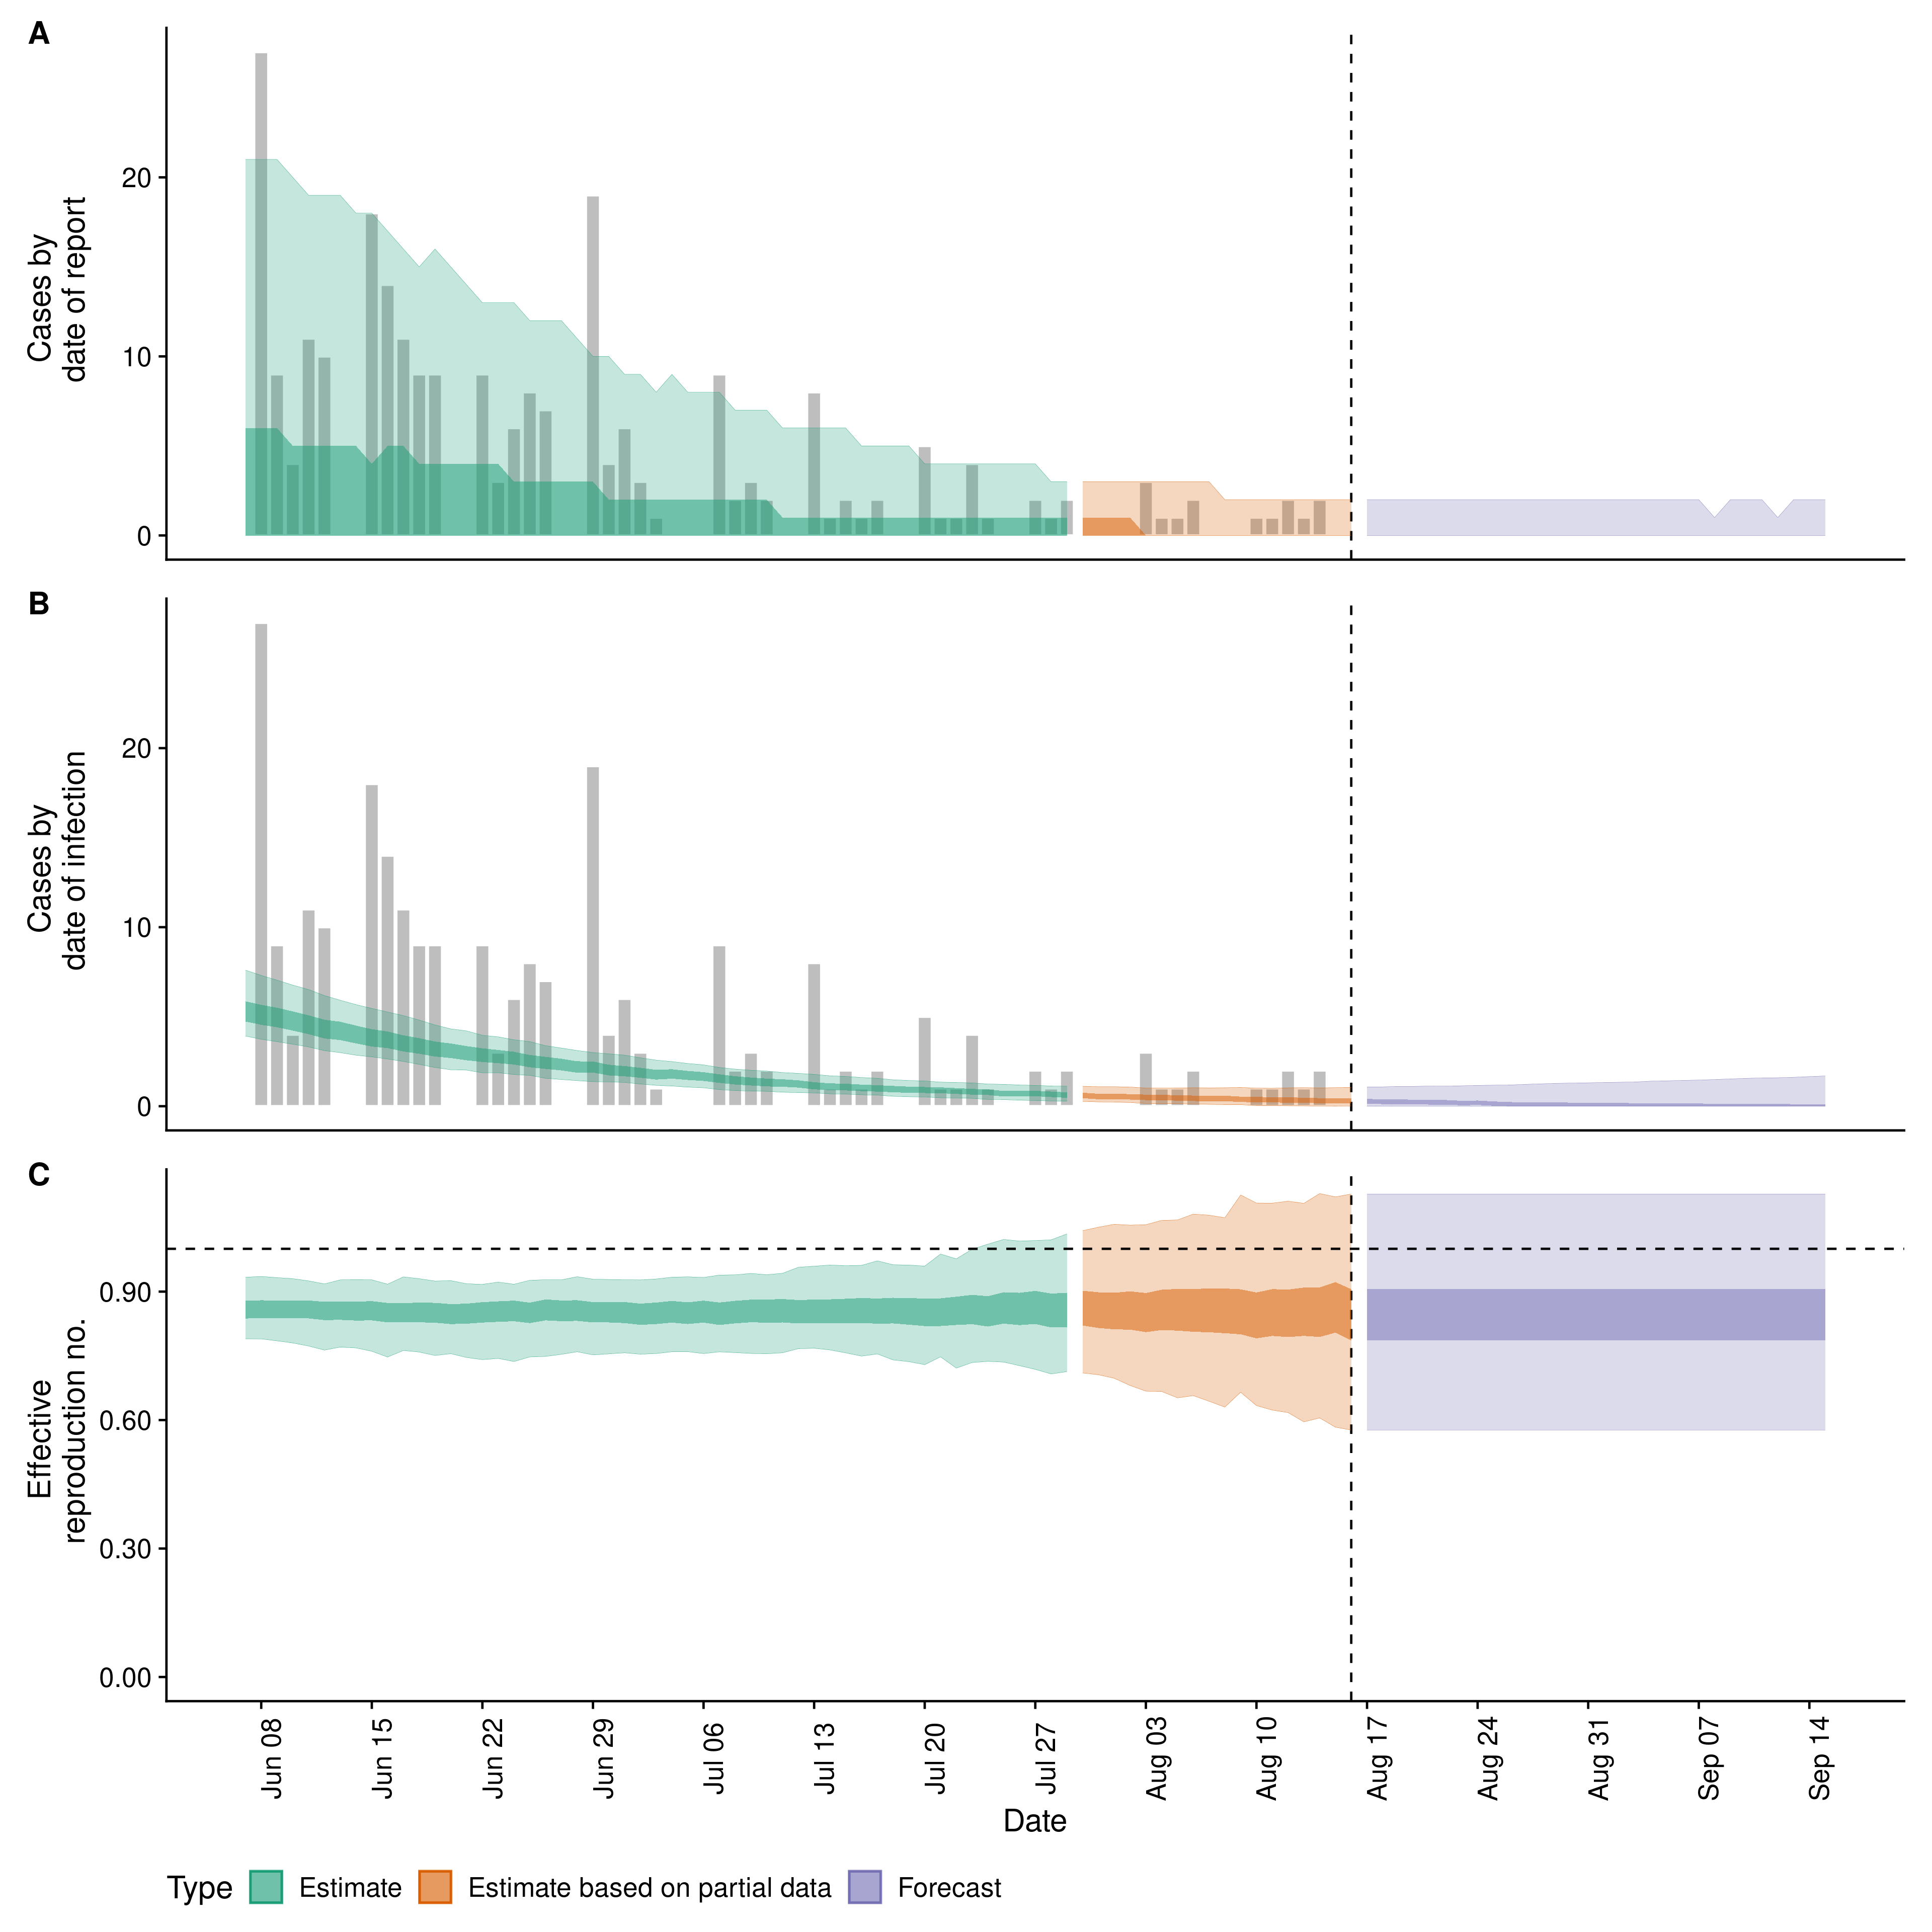 A
Cases by
date of report
20
10
0
B
Cases by
date of infection
20
10
0
C
Effective
reproduction no.
0.90
0.60
0.30
0.00
Jun 08
Jun 15
Jun 22
Jun 29
Jul 06
Jul 13
Jul 20
Jul 27
Aug 03
Aug 10
Aug 17
Aug 24
Aug 31
Sep 07
Sep 14
Date
Type Estimate Estimate based on partial data Forecast